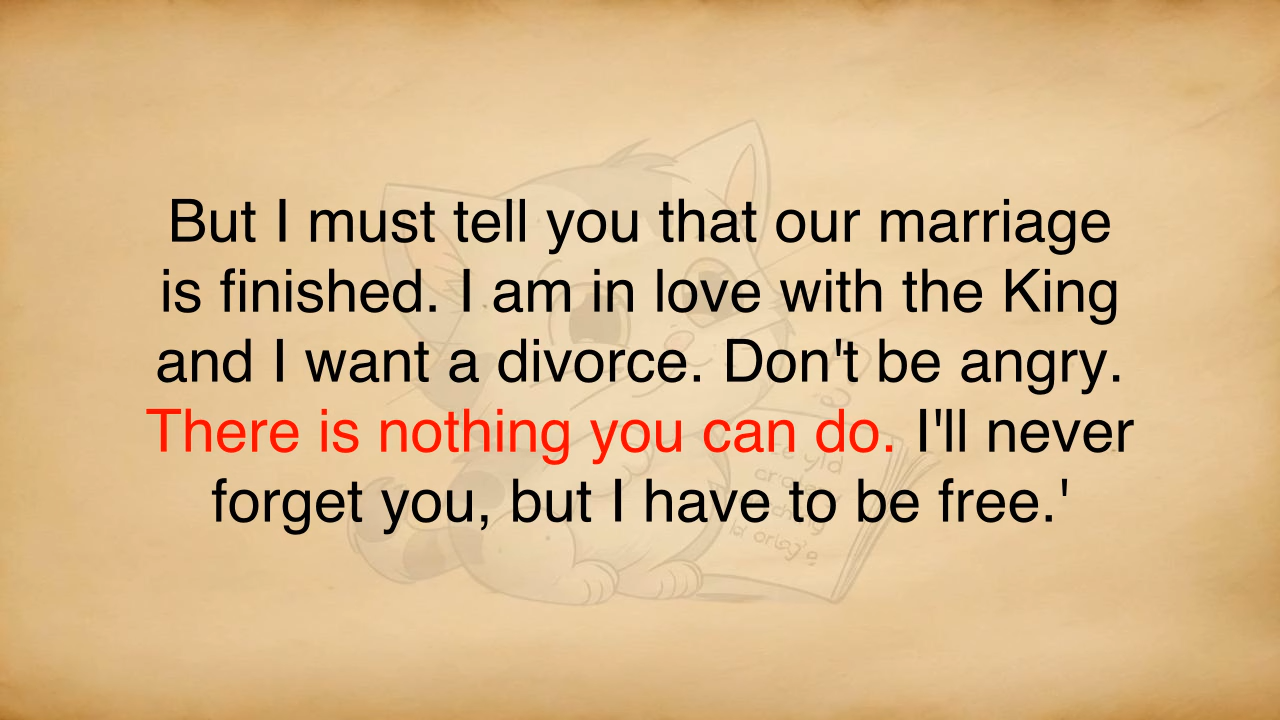 But I must tell you that our marriage
is finished. I am in love with the King
and I want a divorce. Don't be angry.
There is nothing you can do. I'll never
forget you, but I have to be free.'